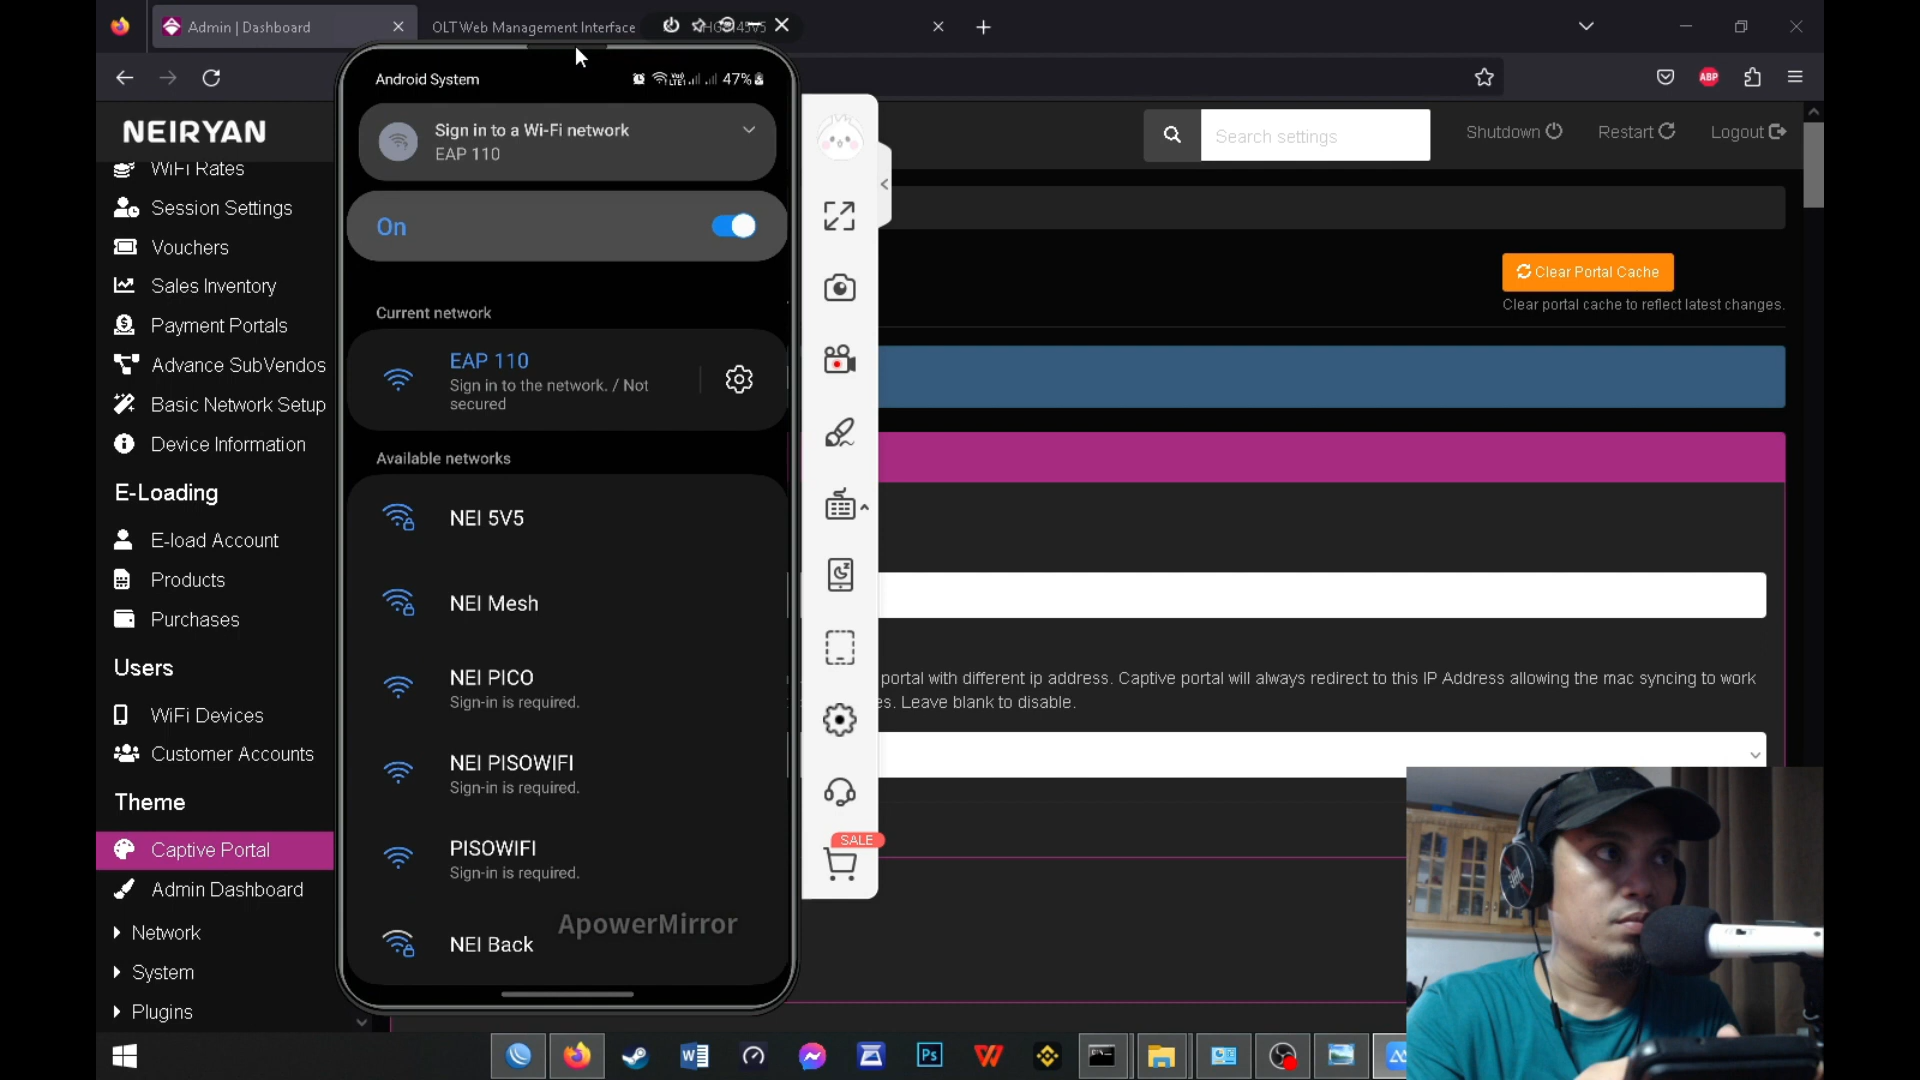 Admin | Dashboard
OLT Web Management Interface
ABP
NEIRYAN
Search settings
Shutdown
Restart
Logout
WiFi Rates
Session Settings
Vouchers
Sales Inventory
Payment Portals
Advance SubVendos
Basic Network Setup
Device Information
E-Loading
E-load Account
Products
Purchases
Users
WiFi Devices
Customer Accounts
Theme
Captive Portal
Admin Dashboard
Network
System
Plugins
Android System
47%
Sign in to a Wi-Fi network
EAP 110
On
Current network
EAP 110
Sign in to the network. / Not
secured
Available networks
NEI 5V5
NEI Mesh
NEI PICO
Sign-in is required.
NEI PISOWIFI
Sign-in is required.
PISOWIFI
Sign-in is required.
NEI Back
ApowerMirror
SALE
Clear Portal Cache
Clear portal cache to reflect latest changes.
portal with different ip address. Captive portal will always redirect to this IP Address allowing the mac syncing to work
es. Leave blank to disable.
Ps